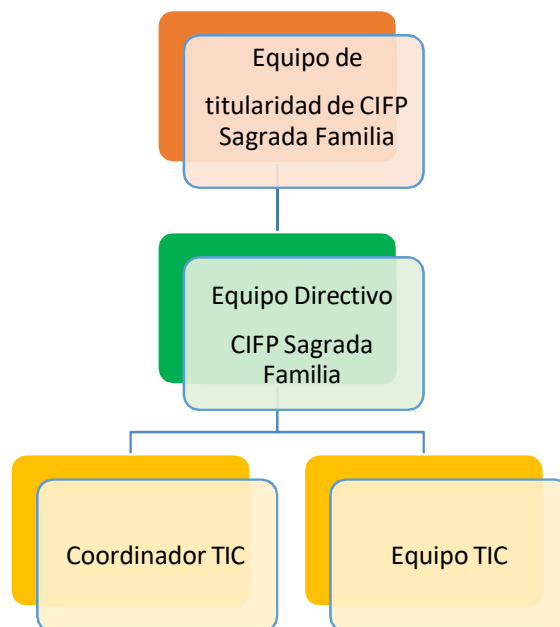 Equipo de
titularidad de CIFP
Sagrada Familia
Equipo Directivo
CIFP Sagrada
Familia
Coordinador TIC
Equipo TIC